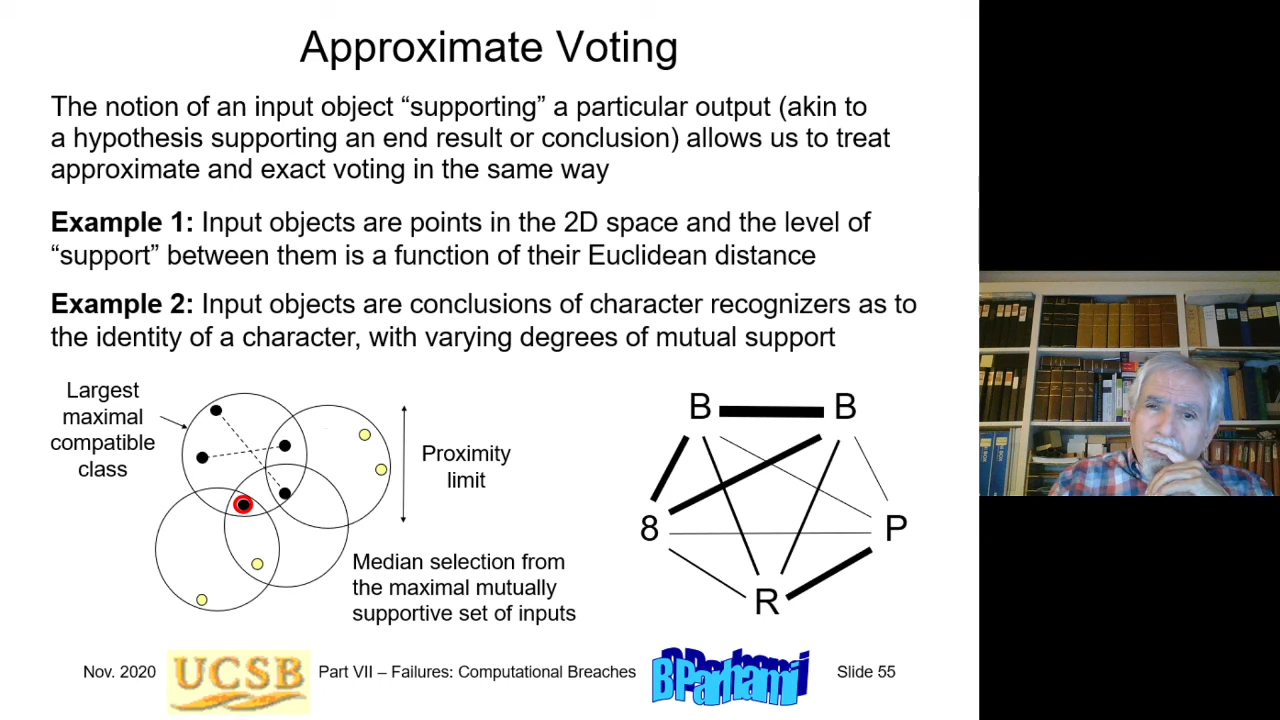 Approximate Voting
The notion of an input object “supporting” a particular output (akin to
a hypothesis supporting an end result or conclusion) allows us to treat
approximate and exact voting in the same way
Example 1: Input objects are points in the 2D space and the level of
“support” between them is a function of their Euclidean distance
Example 2: Input objects are conclusions of character recognizers as to
the identity of a character, with varying degrees of mutual support
Largest
maximal
compatible
class
Proximity
limit
Median selection from
the maximal mutually
supportive set of inputs
B B
8 P
R
Nov. 2020
UCSB
Part VII – Failures: Computational Breaches
B Parhami
Slide 55